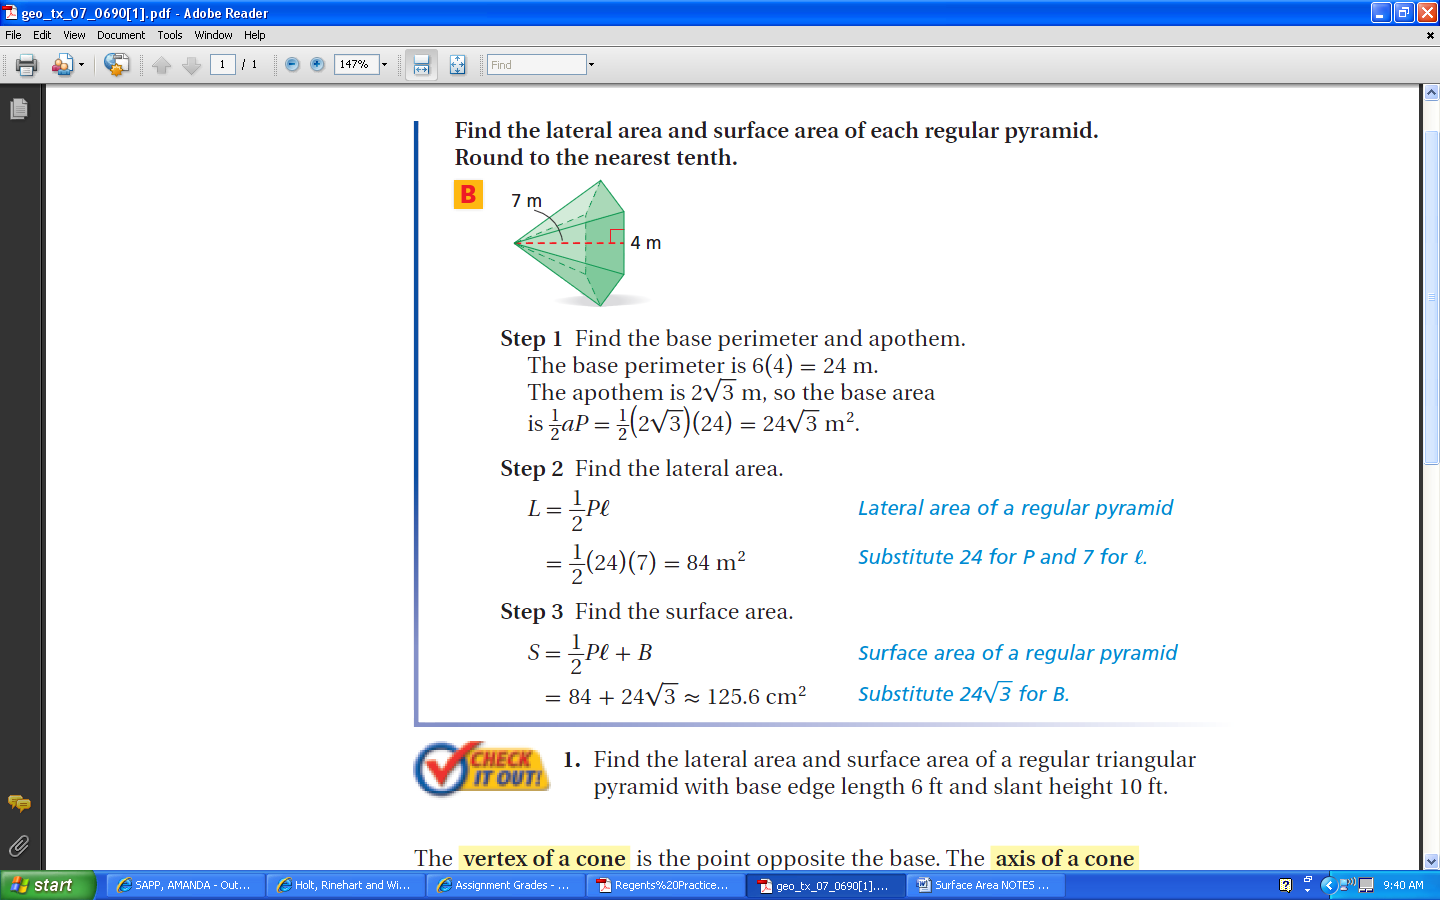 geo_tx_07_0690[1].pdf - Adobe Reader
File Edit View Document Tools Window Help
1 / 1 147% Find
Find the lateral area and surface area of each regular pyramid.
Round to the nearest tenth.
B
7 m
4 m
Step 1 Find the base perimeter and apothem.
The base perimeter is 6(4) = 24 m.
The apothem is 2√3 m, so the base area
is 1/2 aP = 1/2(2√3)(24) = 24√3 m².
Step 2 Find the lateral area.
L = 1/2 Pℓ Lateral area of a regular pyramid
= 1/2(24)(7) = 84 m² Substitute 24 for P and 7 for ℓ.
Step 3 Find the surface area.
S = 1/2 Pℓ + B Surface area of a regular pyramid
= 84 + 24√3 ≈ 125.6 cm² Substitute 24√3 for B.
CHECK
IT OUT!
1. Find the lateral area and surface area of a regular triangular
pyramid with base edge length 6 ft and slant height 10 ft.
The vertex of a cone is the point opposite the base. The axis of a cone
start SAPP, AMANDA - Out... Holt, Rinehart and Wi... Assignment Grades - ... Regents%20Practice... geo_tx_07_0690[1].... Surface Area NOTES ... 9:40 AM